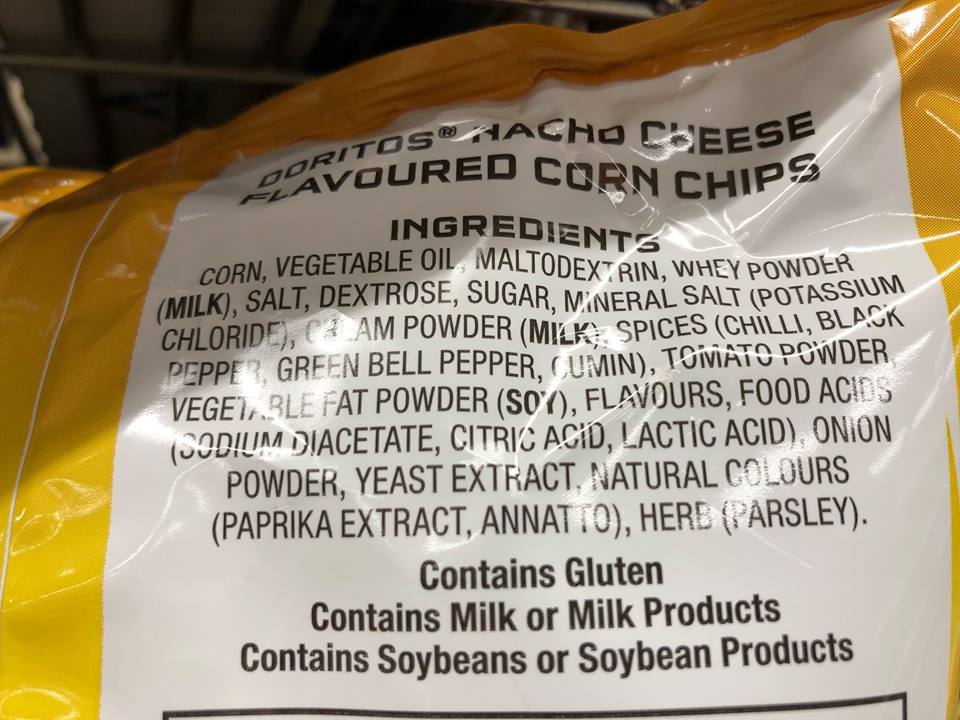 DORITOS® NACHO CHEESE
FLAVOURED CORN CHIPS
INGREDIENTS
CORN, VEGETABLE OIL, MALTODEXTRIN, WHEY POWDER
(MILK), SALT, DEXTROSE, SUGAR, MINERAL SALT (POTASSIUM
CHLORIDE), CREAM POWDER (MILK), SPICES (CHILLI, BLACK
PEPPER, GREEN BELL PEPPER, CUMIN), TOMATO POWDER,
VEGETABLE FAT POWDER (SOY), FLAVOURS, FOOD ACIDS
(SODIUM DIACETATE, CITRIC ACID, LACTIC ACID), ONION
POWDER, YEAST EXTRACT, NATURAL COLOURS
(PAPRIKA EXTRACT, ANNATTO), HERB (PARSLEY).
Contains Gluten
Contains Milk or Milk Products
Contains Soybeans or Soybean Products